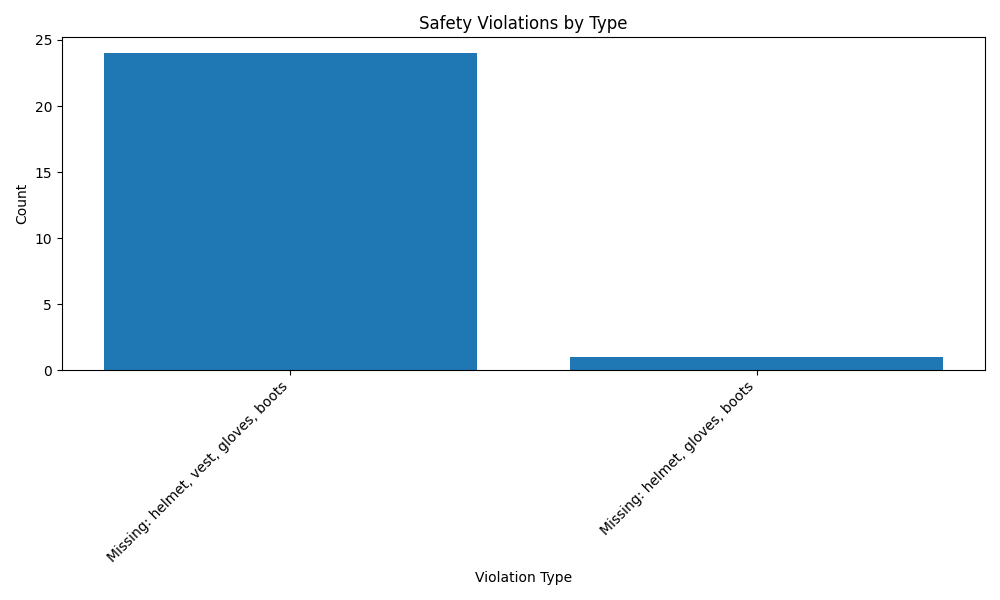 Safety Violations by Type
Count
25
20
15
10
5
0
Missing: helmet, vest, gloves, boots
Missing: helmet, gloves, boots
Violation Type